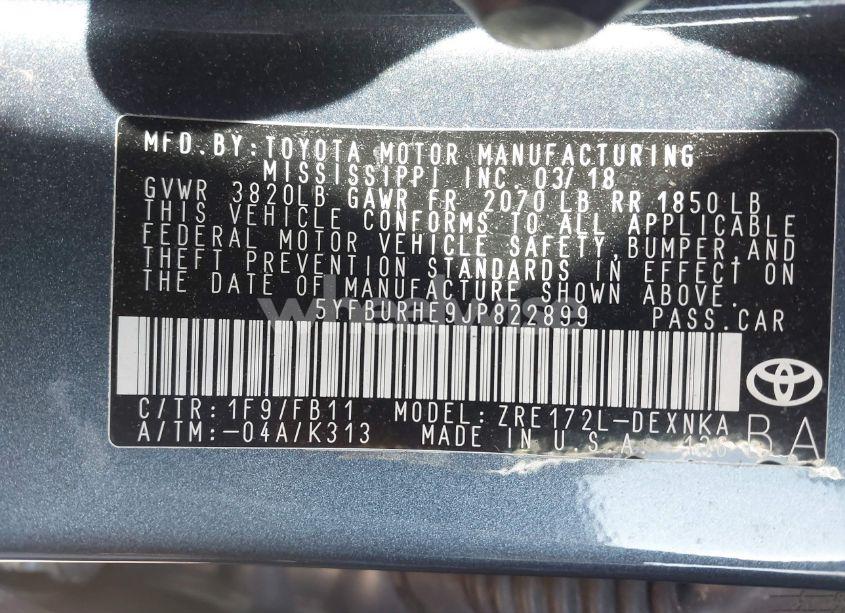 MFD.BY:TOYOTA MOTOR MANUFACTURING
MISSISSIPPI INC. 03/18
GVWR 3820LB GAWR FR 2070LB RR 1850LB
THIS VEHICLE CONFORMS TO ALL APPLICABLE
FEDERAL MOTOR VEHICLE SAFETY,BUMPER,AND
THEFT PREVENTION STANDARDS IN EFFECT ON
THE DATE OF MANUFACTURE SHOWN ABOVE.
5YFBURHE9JP822899 PASS.CAR
C/TR: 1F9/FB11 MODEL: ZRE172L-DEXNKA
A/TM:-04A/K313 MADE IN U.S.A. BA